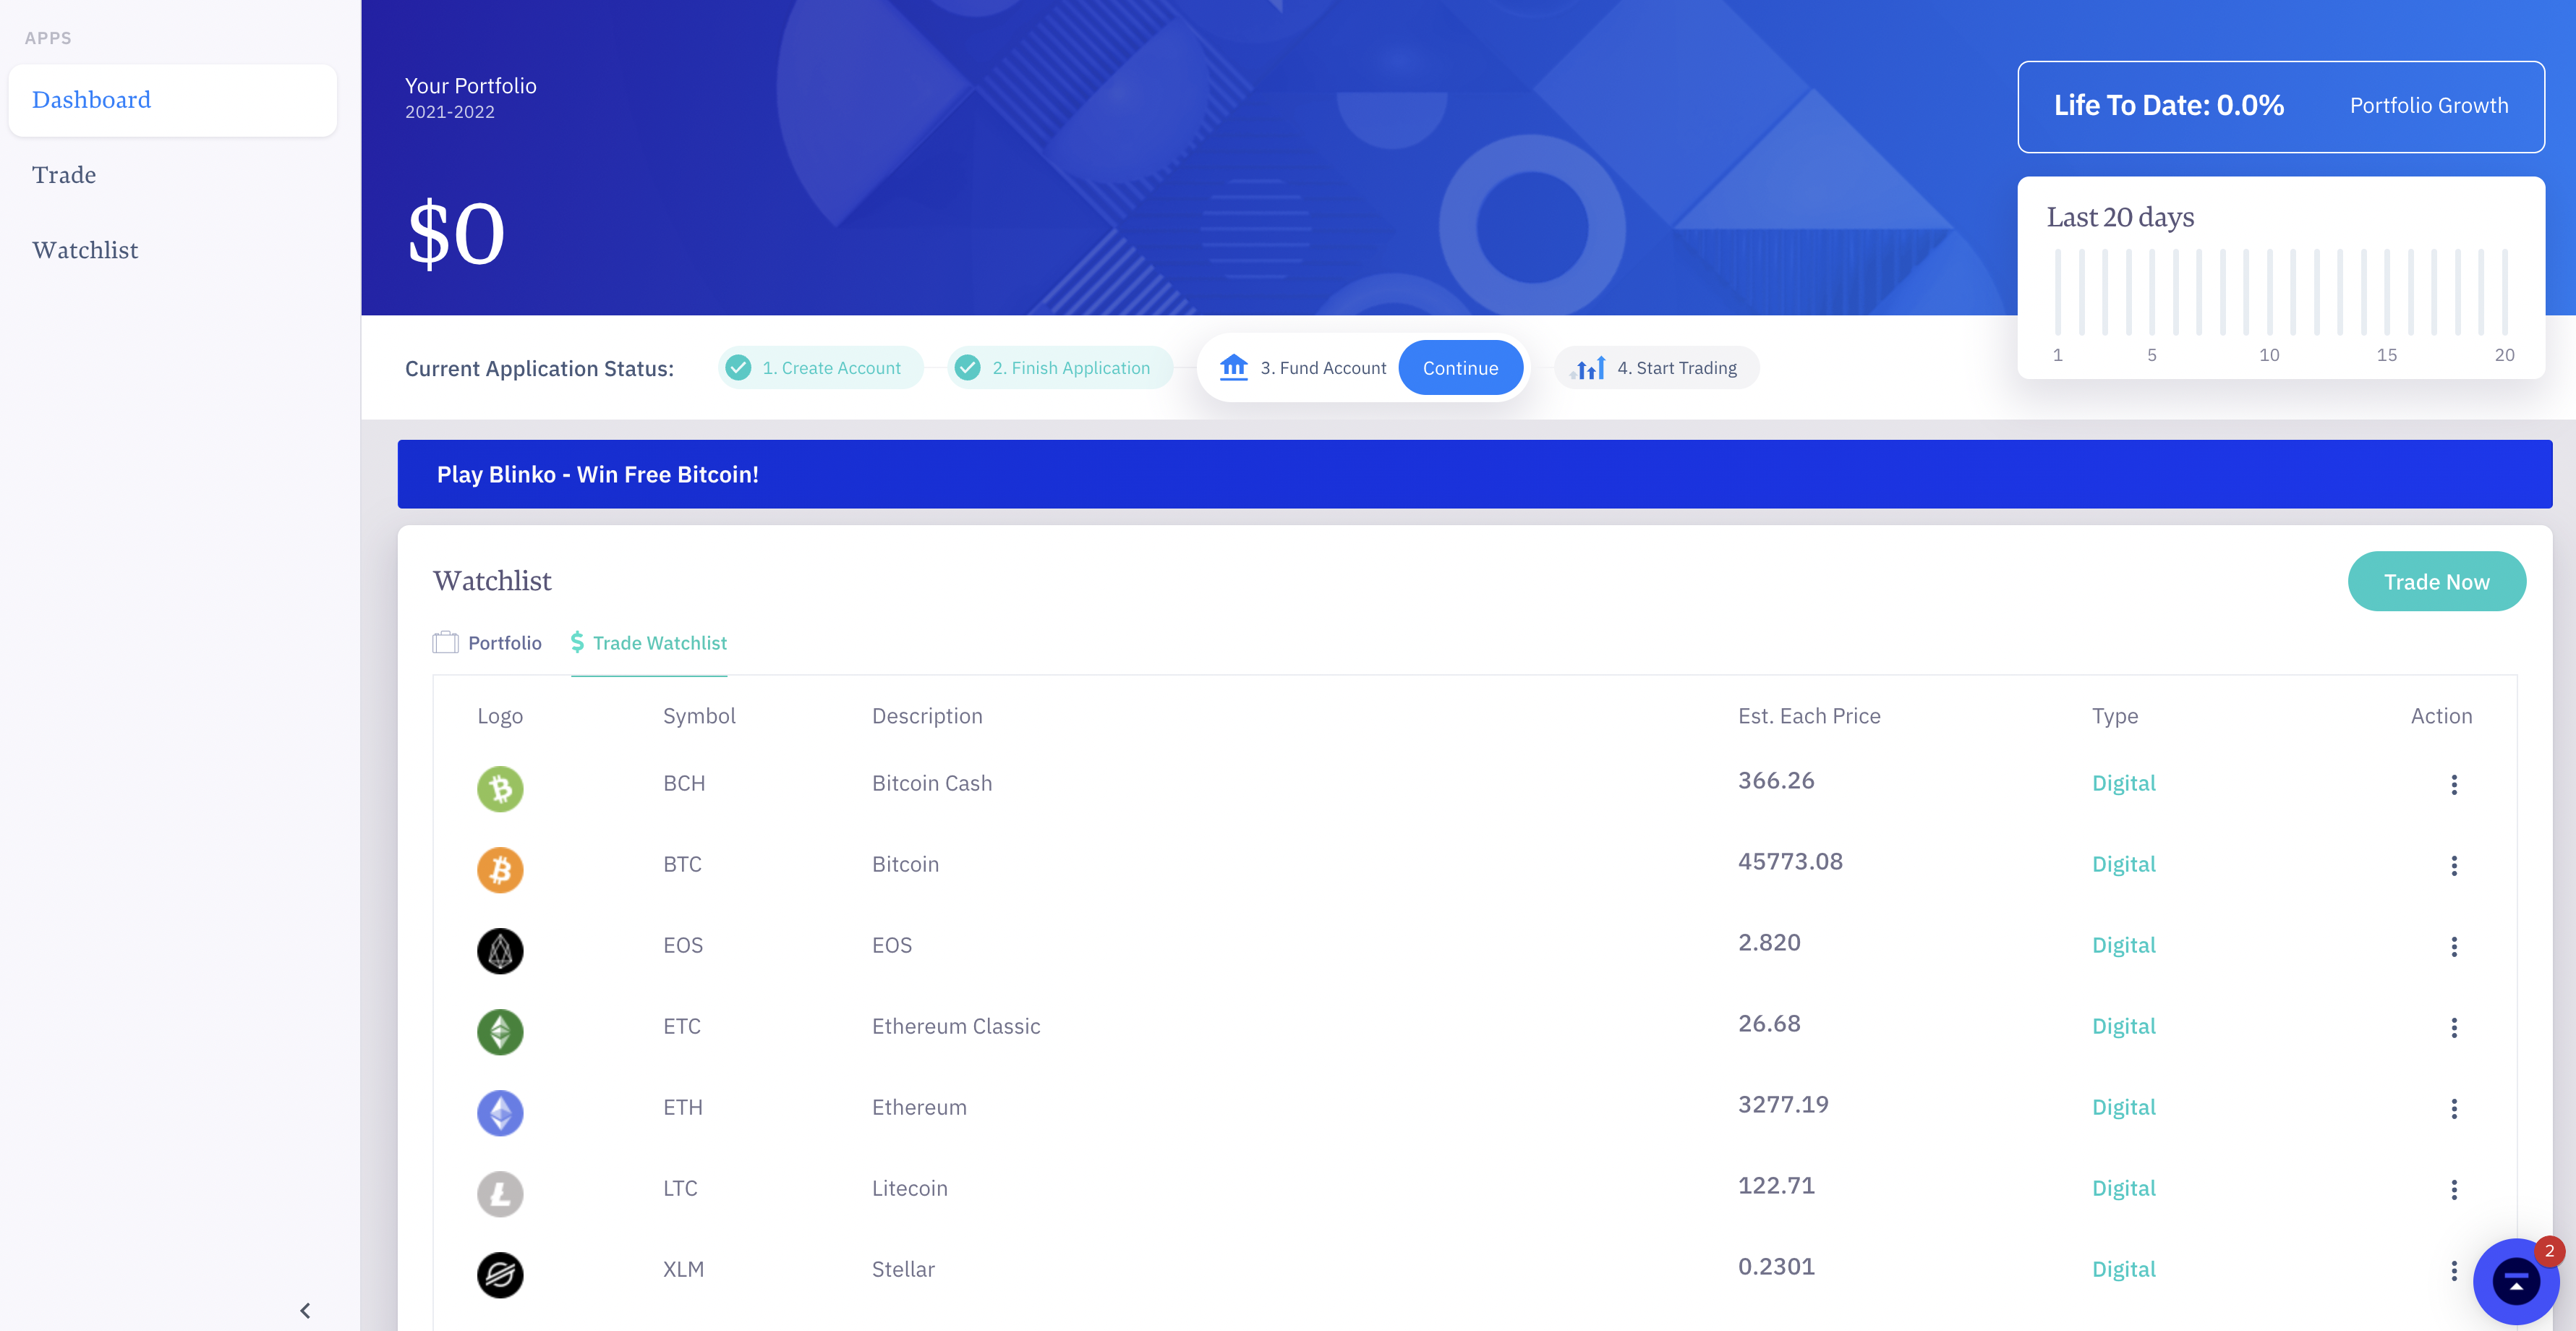 APPS
Dashboard
Trade
Watchlist
Your Portfolio
2021-2022
$0
Life To Date: 0.0% Portfolio Growth
Last 20 days
1 5 10 15 20
Current Application Status: 1. Create Account 2. Finish Application 3. Fund Account Continue 4. Start Trading
Play Blinko - Win Free Bitcoin!
Watchlist Trade Now
Portfolio $ Trade Watchlist
Logo Symbol Description Est. Each Price Type Action
BCH Bitcoin Cash 366.26 Digital
BTC Bitcoin 45773.08 Digital
EOS EOS 2.820 Digital
ETC Ethereum Classic 26.68 Digital
ETH Ethereum 3277.19 Digital
LTC Litecoin 122.71 Digital
XLM Stellar 0.2301 Digital
2